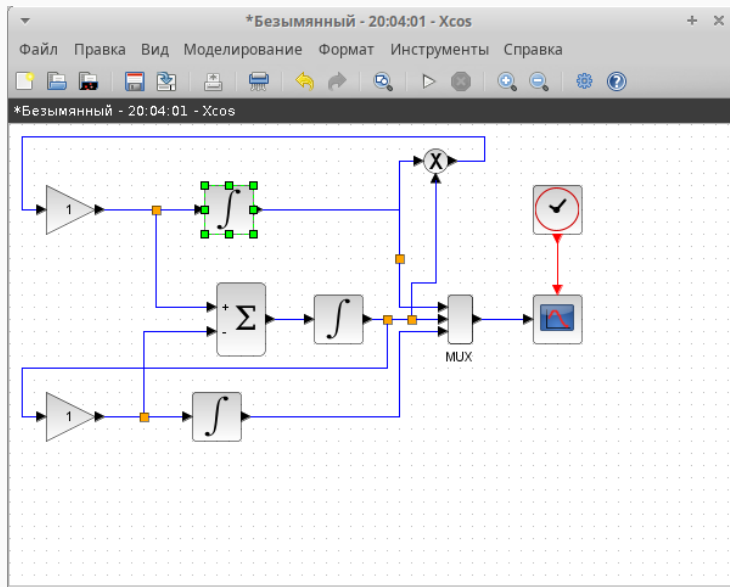 *Безымянный - 20:04:01 - Xcos
Файл Правка Вид Моделирование Формат Инструменты Справка
*Безымянный - 20:04:01 - Xcos
X
1
∫
+
-
Σ
∫
MUX
1
∫